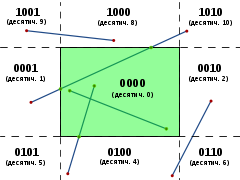 1001
(десятич. 9)
1000
(десятич. 8)
1010
(десятич. 10)
0001
(десятич. 1)
0000
(десятич. 0)
0010
(десятич. 2)
0101
(десятич. 5)
0100
(десятич. 4)
0110
(десятич. 6)